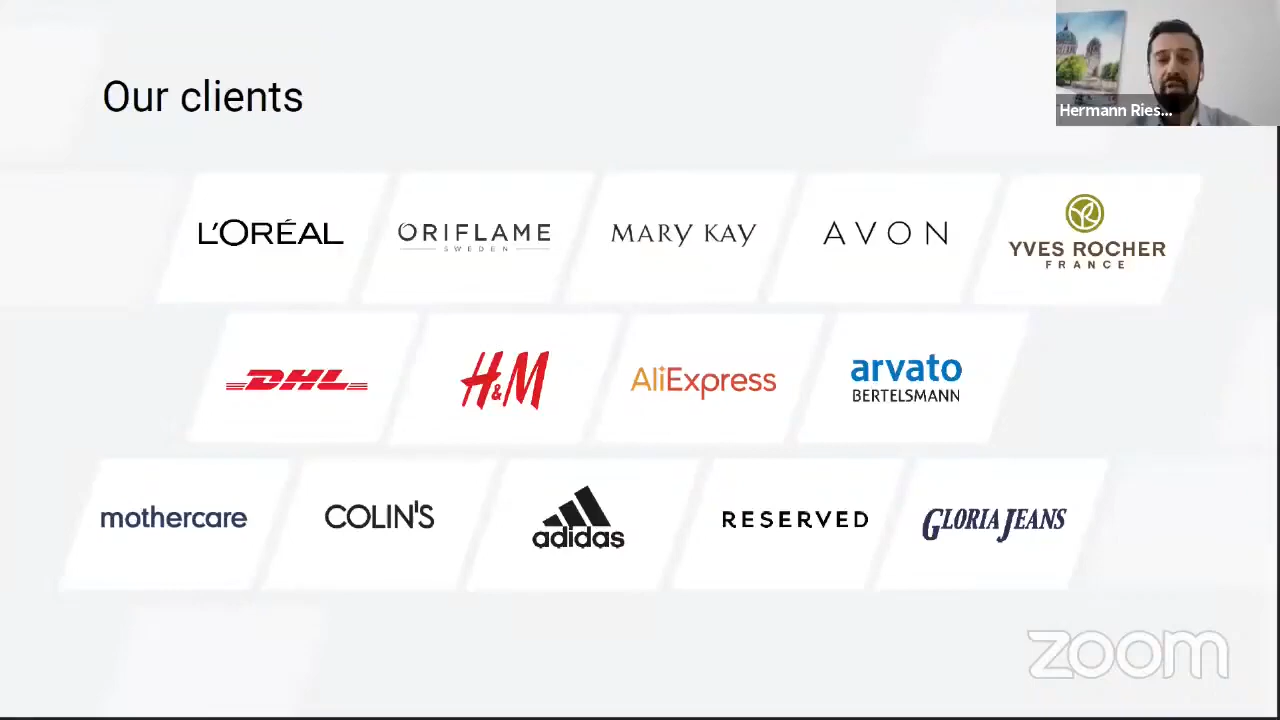 Our clients
Hermann Ries...
L'ORÉAL
ORIFLAME
SWEDEN
MARY KAY
AVON
YVES ROCHER
FRANCE
DHL
H&M
AliExpress
arvato
BERTELSMANN
mothercare
COLIN'S
adidas
RESERVED
GLORIA JEANS
zoom